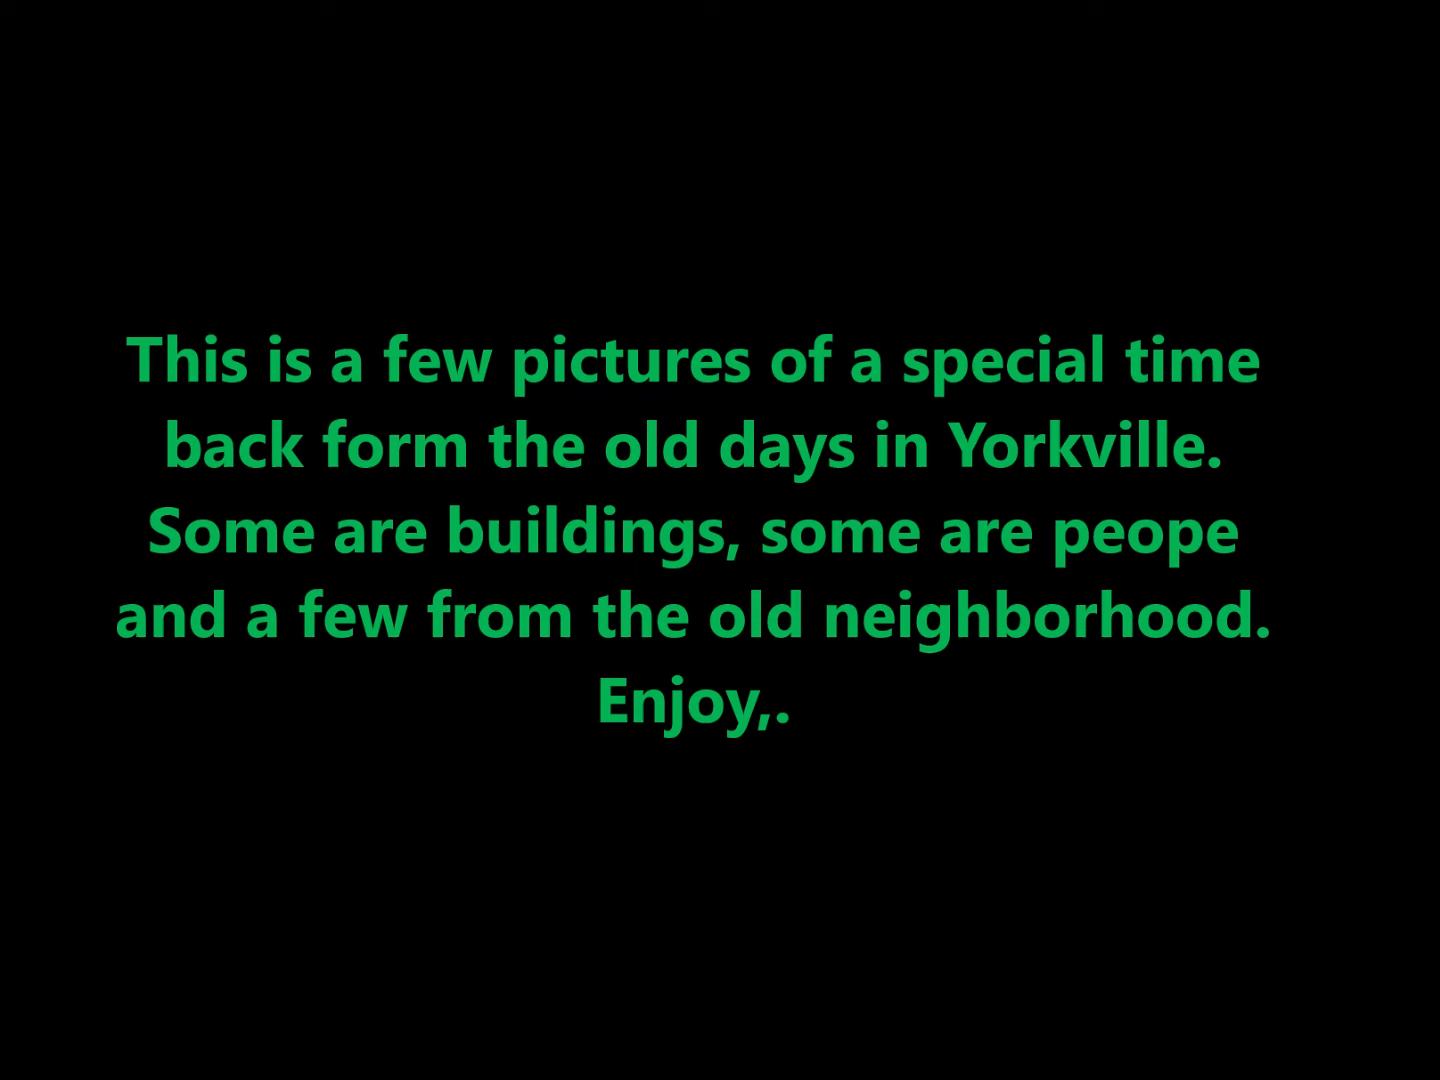 This is a few pictures of a special time
back form the old days in Yorkville.
Some are buildings, some are peope
and a few from the old neighborhood.
Enjoy,.